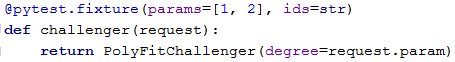 @pytest.fixture(params=[1, 2], ids=str)
def challenger(request):
    return PolyFitChallenger(degree=request.param)